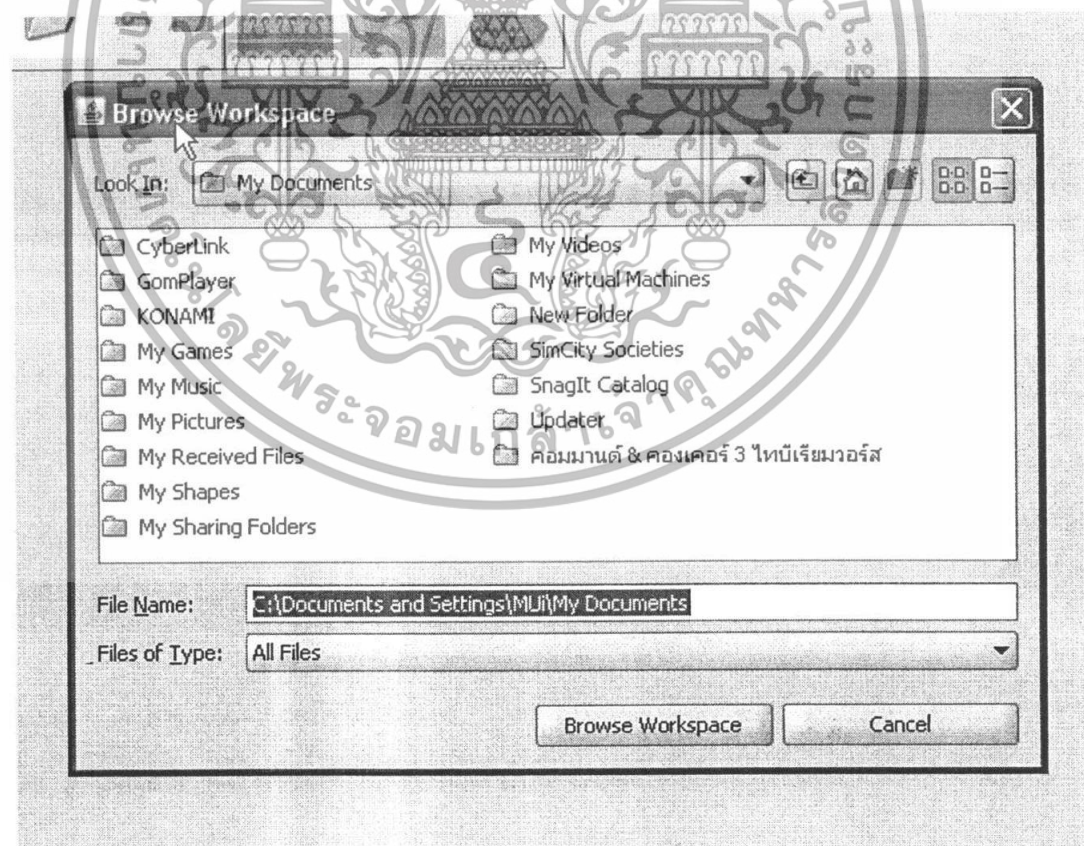 Browse Workspace
Look In: My Documents
CyberLink
GomPlayer
KONAMI
My Games
My Music
My Pictures
My Received Files
My Shapes
My Sharing Folders
My Videos
My Virtual Machines
New Folder
SimCity Societies
SnagIt Catalog
Updater
คอมมานด์ & คองเคอร์ 3 ไทบีเรียมวอร์ส
File Name: C:\Documents and Settings\MUi\My Documents
Files of Type: All Files
Browse Workspace Cancel